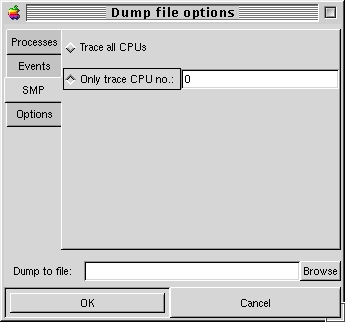 Dump file options
Processes
Events
SMP
Options
Trace all CPUs
Only trace CPU no.: 0
Dump to file: Browse
OK Cancel